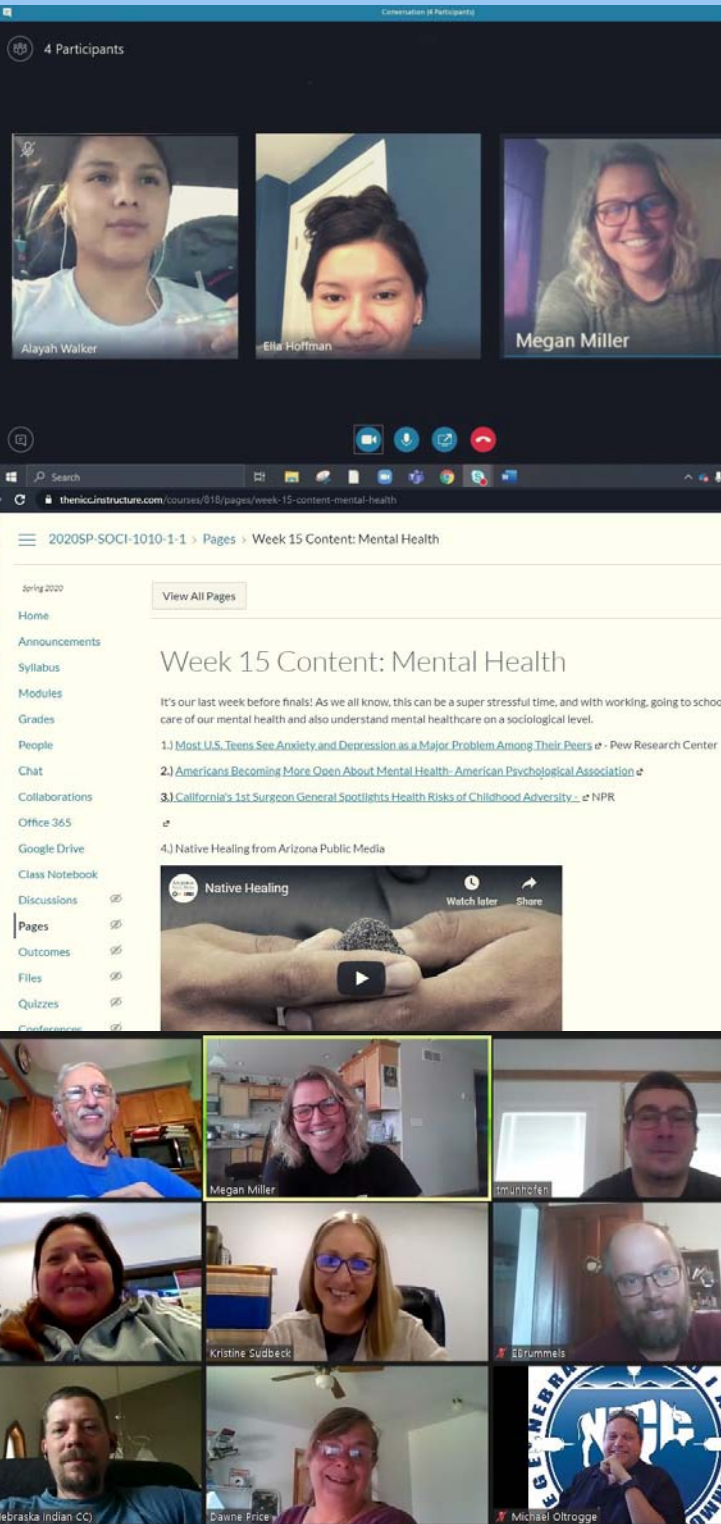 Conversation (4 Participants)
4 Participants
Alayah Walker
Ella Hoffman
Megan Miller
Search
thenicc.instructure.com/courses/818/pages/week-15-content-mental-health
2020SP-SOCI-1010-1-1 > Pages > Week 15 Content: Mental Health
Spring 2020
View All Pages
Home
Announcements
Syllabus
Modules
Grades
People
Chat
Collaborations
Office 365
Google Drive
Class Notebook
Discussions
Pages
Outcomes
Files
Quizzes
Conferences
Week 15 Content: Mental Health
It's our last week before finals! As we all know, this can be a super stressful time, and with working, going to schoo
care of our mental health and also understand mental healthcare on a sociological level.
1.) Most U.S. Teens See Anxiety and Depression as a Major Problem Among Their Peers - Pew Research Center
2.) Americans Becoming More Open About Mental Health- American Psychological Association
3.) California's 1st Surgeon General Spotlights Health Risks of Childhood Adversity - NPR
4.) Native Healing from Arizona Public Media
Native Healing
Watch later
Share
Megan Miller
tmunhofen
Kristine Sudbeck
EBrummels
ebraska Indian CC)
Dawne Price
NICC
Michael Oltrogge